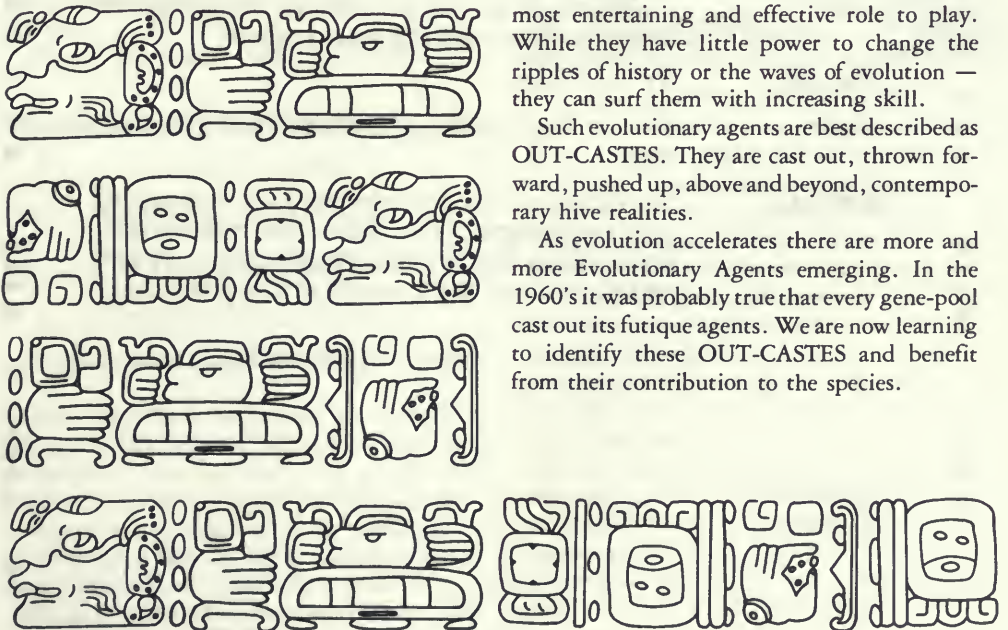 most entertaining and effective role to play.
While they have little power to change the
ripples of history or the waves of evolution —
they can surf them with increasing skill.
Such evolutionary agents are best described as
OUT-CASTES. They are cast out, thrown for-
ward, pushed up, above and beyond, contempo-
rary hive realities.
As evolution accelerates there are more and
more Evolutionary Agents emerging. In the
1960's it was probably true that every gene-pool
cast out its futique agents. We are now learning
to identify these OUT-CASTES and benefit
from their contribution to the species.